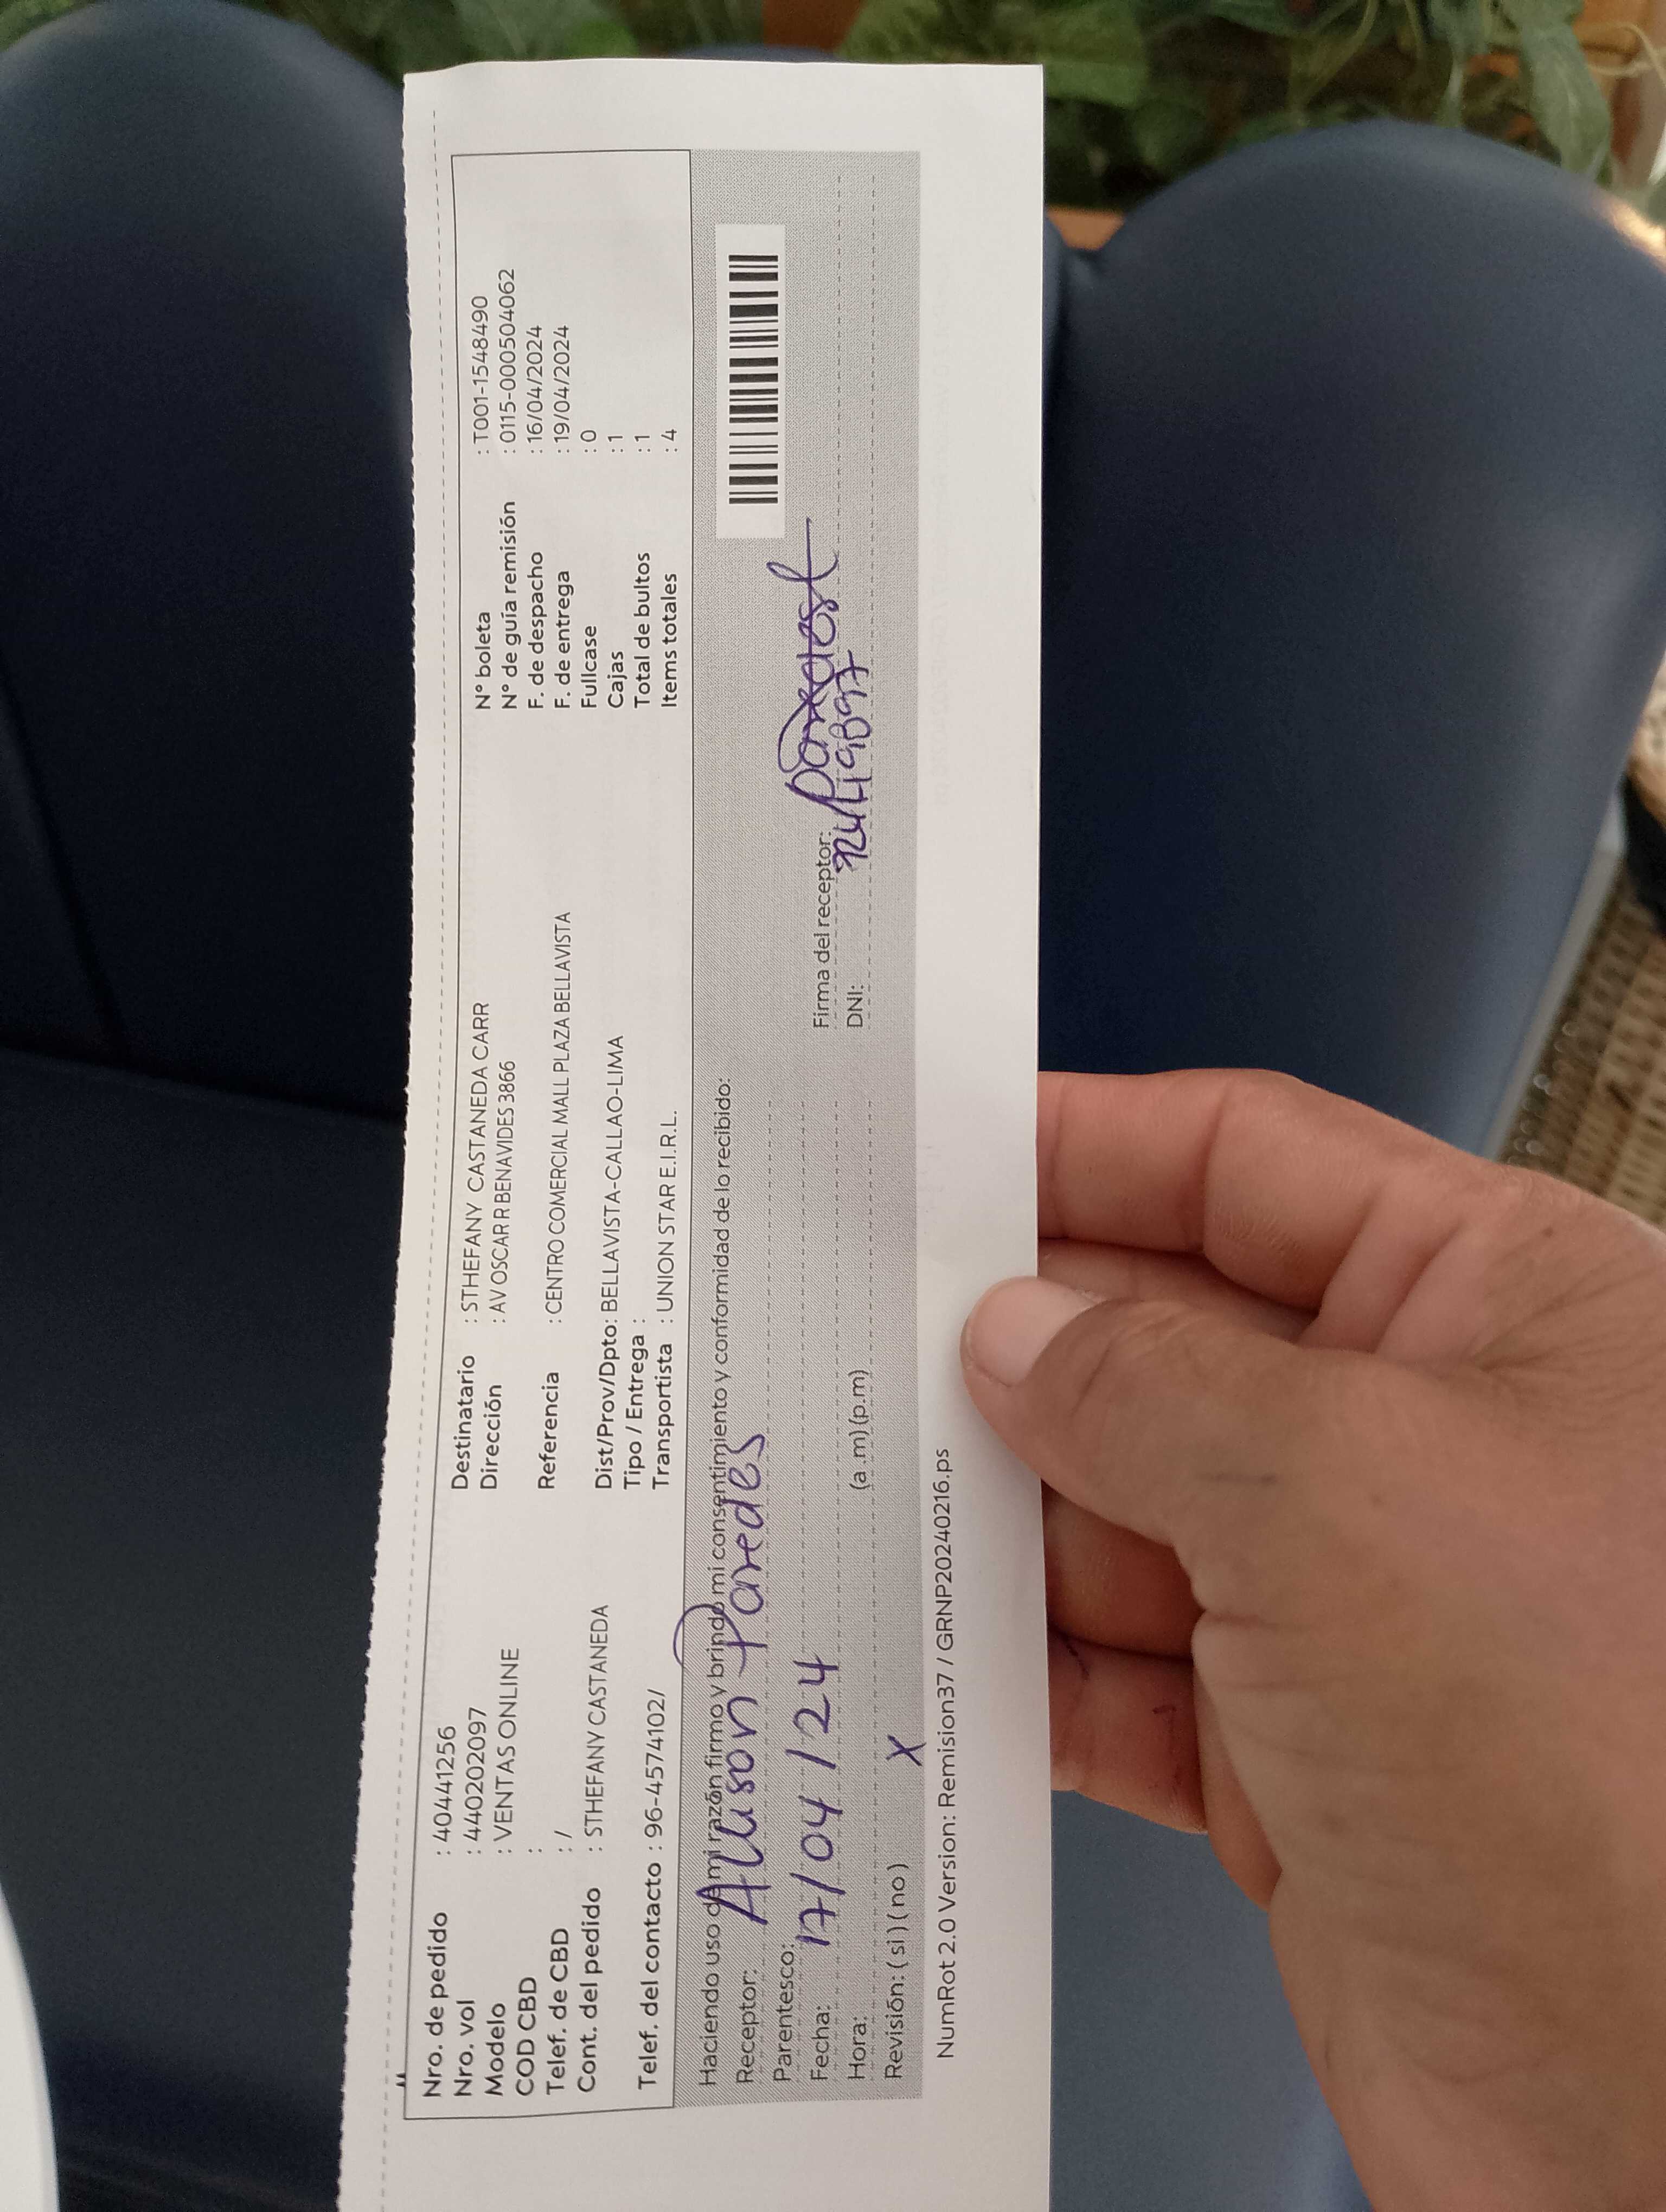 Nro. de pedido : 40441256
Nro. vol : 440202097
Modelo : VENTAS ONLINE
COD CBD :
Telef. de CBD : /
Cont. del pedido : STHEFANY CASTANEDA
Telef. del contacto : 96-4574102/
Destinatario : STHEFANY CASTANEDA CARR
Dirección : AV OSCAR R BENAVIDES 3866
Referencia : CENTRO COMERCIAL MALL PLAZA BELLAVISTA
Dist/Prov/Dpto: BELLAVISTA-CALLAO-LIMA
Tipo / Entrega :
Transportista : UNION STAR E.I.R.L.
N° boleta : T001-1548490
N° de guía remisión : 0115-0000504062
F. de despacho : 16/04/2024
F. de entrega : 19/04/2024
Fullcase : 0
Cajas : 1
Total de bultos : 1
Items totales : 4
Haciendo uso de mi razón firmo y brindo mi consentimiento y conformidad de lo recibido:
Receptor: Alison Paredes
Parentesco:
Fecha: 17/04/24
Hora: (a .m) (p.m)
Revisión: ( si ) ( no ) X
Firma del receptor:
DNI:
NumRot 2.0 Version: Remision37 / GRNP20240216.ps